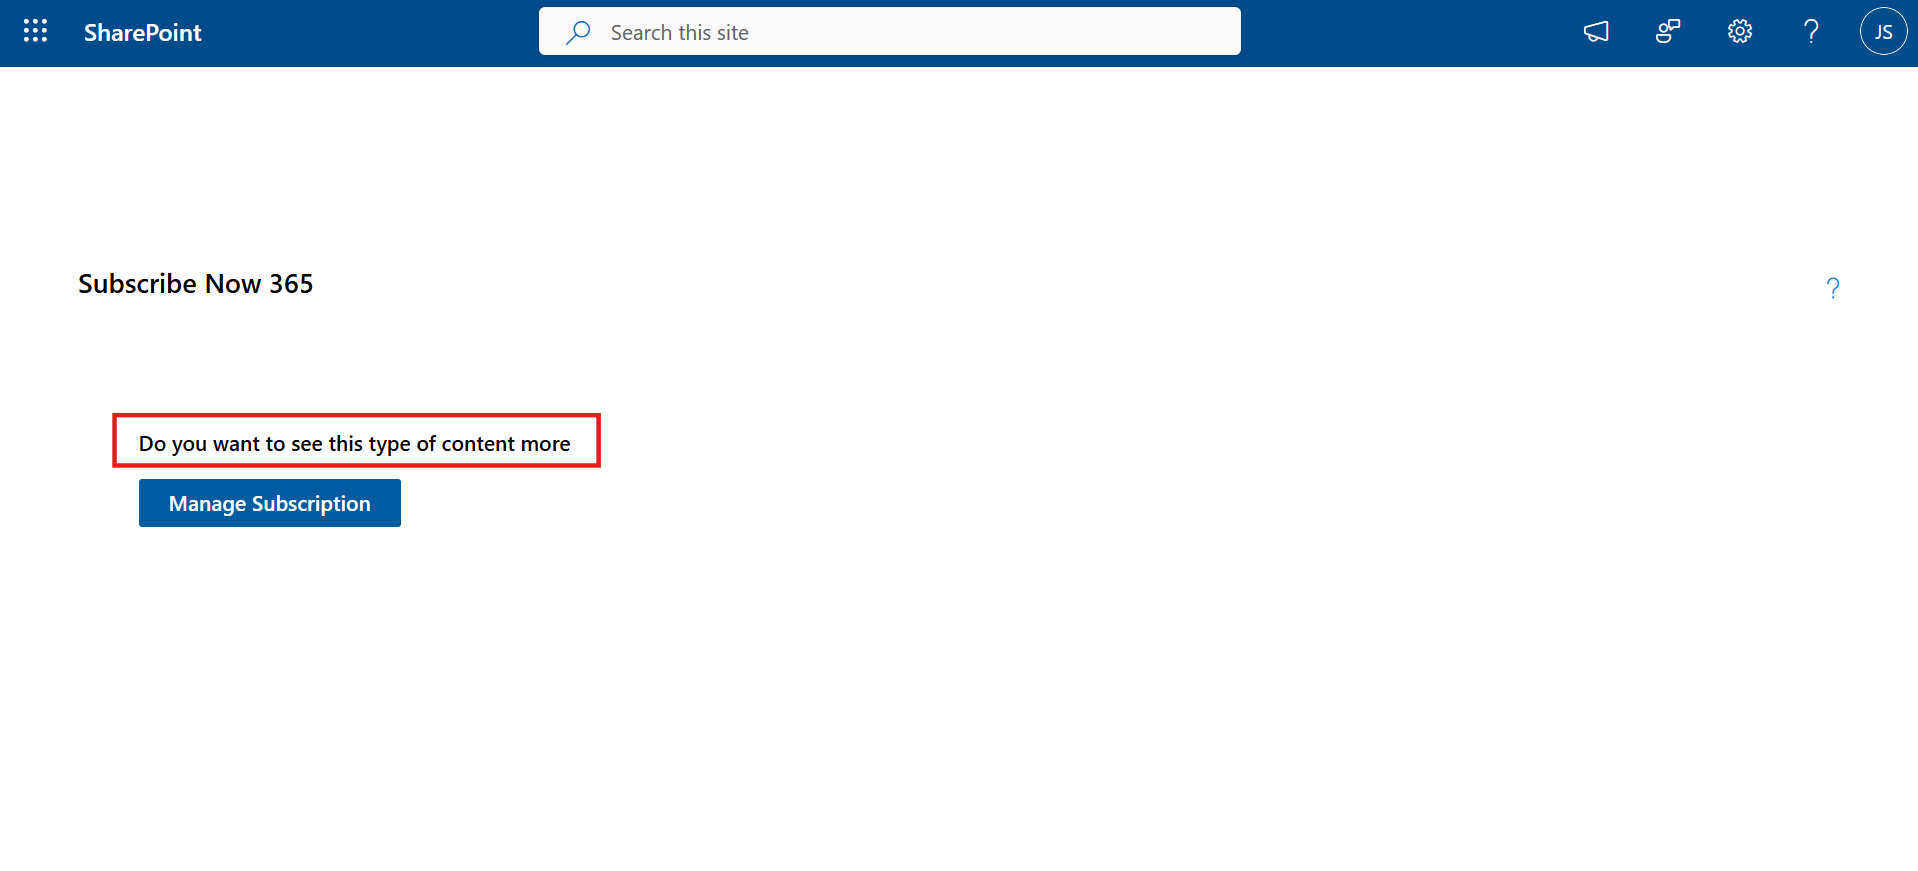 SharePoint
Search this site
JS
Subscribe Now 365
?
Do you want to see this type of content more
Manage Subscription